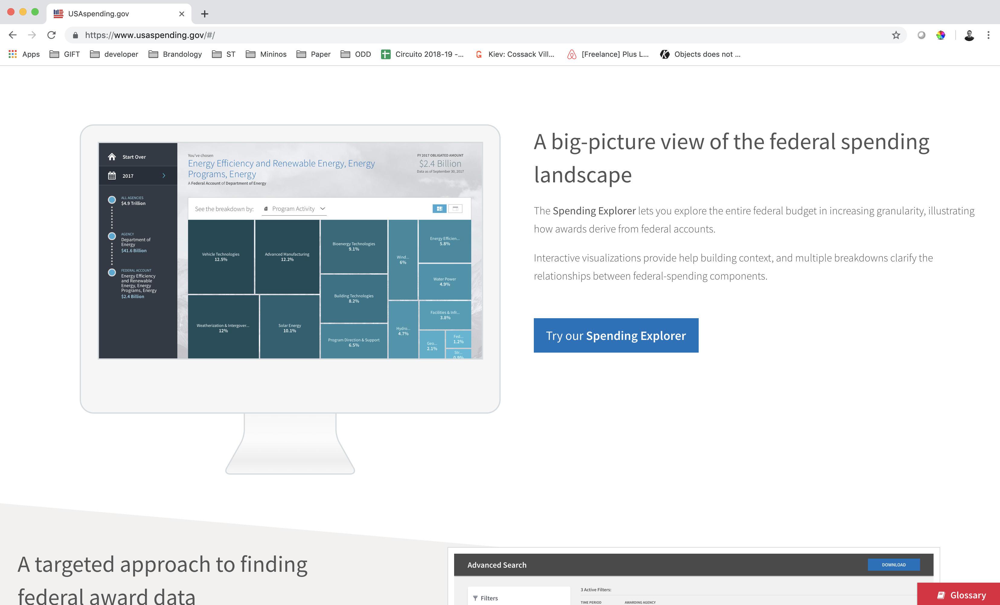 USAspending.gov
https://www.usaspending.gov/#/
Apps GIFT developer Brandology ST Mininos Paper ODD Circuito 2018-19 -... Kiev: Cossack Vill... [Freelance] Plus L... Objects does not ...
Start Over
2017
ALL AGENCIES
$4.9 Trillion
AGENCY
Department of
Energy
$41.6 Billion
FEDERAL ACCOUNT
Energy Efficiency
and Renewable
Energy, Energy
Programs, Energy
$2.4 Billion
You've chosen
Energy Efficiency and Renewable Energy, Energy
Programs, Energy
A Federal Account of Department of Energy
FY 2017 OBLIGATED AMOUNT
$2.4 Billion
Data as of September 30, 2017
See the breakdown by: Program Activity
Vehicle Technologies
12.5%
Advanced Manufacturing
12.2%
Weatherization & Intergover...
12%
Solar Energy
10.1%
Bioenergy Technologies
9.1%
Building Technologies
8.2%
Program Direction & Support
6.5%
Wind...
6%
Energy Efficien...
5.8%
Water Power
4.9%
Hydro...
4.7%
Facilities & Infr...
3.8%
Geo...
2.1%
Fed...
1.2%
Str...
0.9%
A big-picture view of the federal spending
landscape
The Spending Explorer lets you explore the entire federal budget in increasing granularity, illustrating
how awards derive from federal accounts.
Interactive visualizations provide help building context, and multiple breakdowns clarify the
relationships between federal-spending components.
Try our Spending Explorer
A targeted approach to finding
federal award data
Advanced Search
DOWNLOAD
Filters
3 Active Filters:
TIME PERIOD AWARDING AGENCY
Glossary